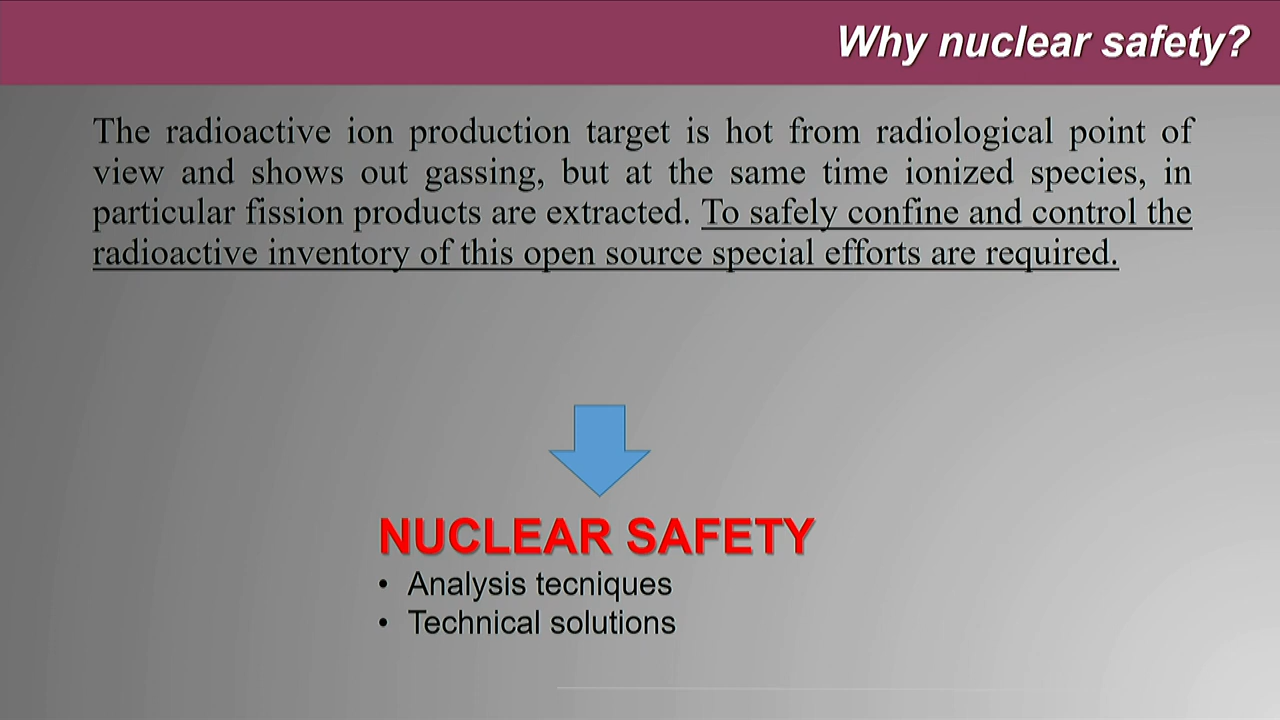 Why nuclear safety?
The radioactive ion production target is hot from radiological point of
view and shows out gassing, but at the same time ionized species, in
particular fission products are extracted. To safely confine and control the
radioactive inventory of this open source special efforts are required.
NUCLEAR SAFETY
• Analysis tecniques
• Technical solutions